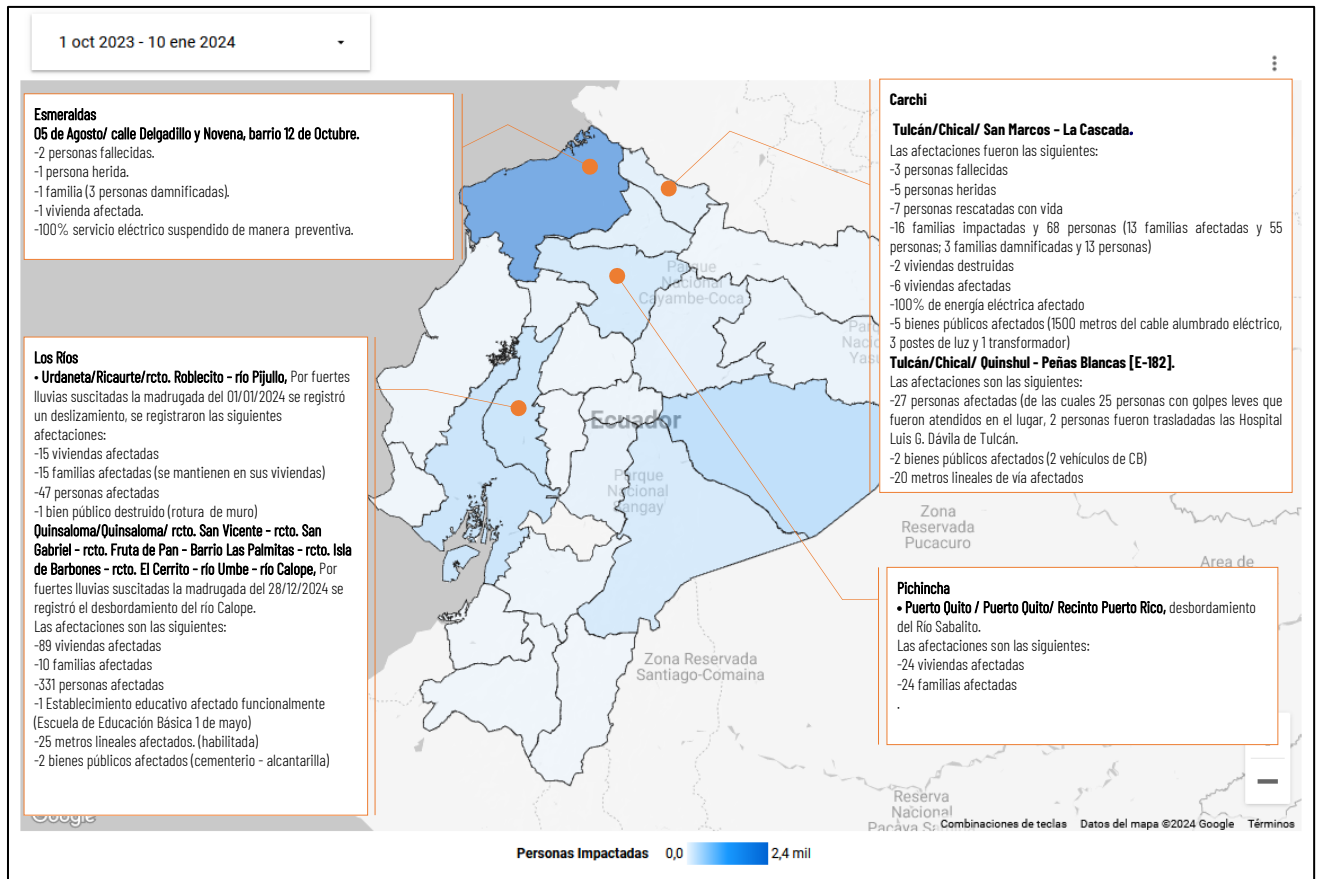 1 oct 2023 - 10 ene 2024
Esmeraldas
05 de Agosto/ calle Delgadillo y Novena, barrio 12 de Octubre.
-2 personas fallecidas.
-1 persona herida.
-1 familia (3 personas damnificadas).
-1 vivienda afectada.
-100% servicio eléctrico suspendido de manera preventiva.
Los Ríos
• Urdaneta/Ricaurte/rcto. Roblecito - río Pijullo, Por fuertes
lluvias suscitadas la madrugada del 01/01/2024 se registró
un deslizamiento, se registraron las siguientes
afectaciones:
-15 viviendas afectadas
-15 familias afectadas (se mantienen en sus viviendas)
-47 personas afectadas
-1 bien público destruido (rotura de muro)
Quinsaloma/Quinsaloma/ rcto. San Vicente - rcto. San
Gabriel - rcto. Fruta de Pan - Barrio Las Palmitas - rcto. Isla
de Barbones - rcto. El Cerrito - río Umbe - río Calope, Por
fuertes lluvias suscitadas la madrugada del 28/12/2024 se
registró el desbordamiento del río Calope.
Las afectaciones son las siguientes:
-89 viviendas afectadas
-10 familias afectadas
-331 personas afectadas
-1 Establecimiento educativo afectado funcionalmente
(Escuela de Educación Básica 1 de mayo)
-25 metros lineales afectados. (habilitada)
-2 bienes públicos afectados (cementerio - alcantarilla)
Carchi
Tulcán/Chical/ San Marcos - La Cascada.
Las afectaciones fueron las siguientes:
-3 personas fallecidas
-5 personas heridas
-7 personas rescatadas con vida
-16 familias impactadas y 68 personas (13 familias afectadas y 55
personas; 3 familias damnificadas y 13 personas)
-2 viviendas destruidas
-6 viviendas afectadas
-100% de energía eléctrica afectado
-5 bienes públicos afectados (1500 metros del cable alumbrado eléctrico,
3 postes de luz y 1 transformador)
Tulcán/Chical/ Quinshul - Peñas Blancas [E-182].
Las afectaciones son las siguientes:
-27 personas afectadas (de las cuales 25 personas con golpes leves que
fueron atendidos en el lugar, 2 personas fueron trasladadas las Hospital
Luis G. Dávila de Tulcán.
-2 bienes públicos afectados (2 vehículos de CB)
-20 metros lineales de vía afectados
Pichincha
• Puerto Quito / Puerto Quito/ Recinto Puerto Rico, desbordamiento
del Río Sabalito.
Las afectaciones son las siguientes:
-24 viviendas afectadas
-24 familias afectadas
.
Parque
Nacional
Cayambe-Coca
Ecuador
Parque
Nacional
Sangay
Zona
Reservada
Pucacuro
Area de
Zona Reservada
Santiago-Comaina
Reserva
Nacional
Google
Combinaciones de teclas Datos del mapa ©2024 Google Términos
Personas Impactadas 0,0 2,4 mil